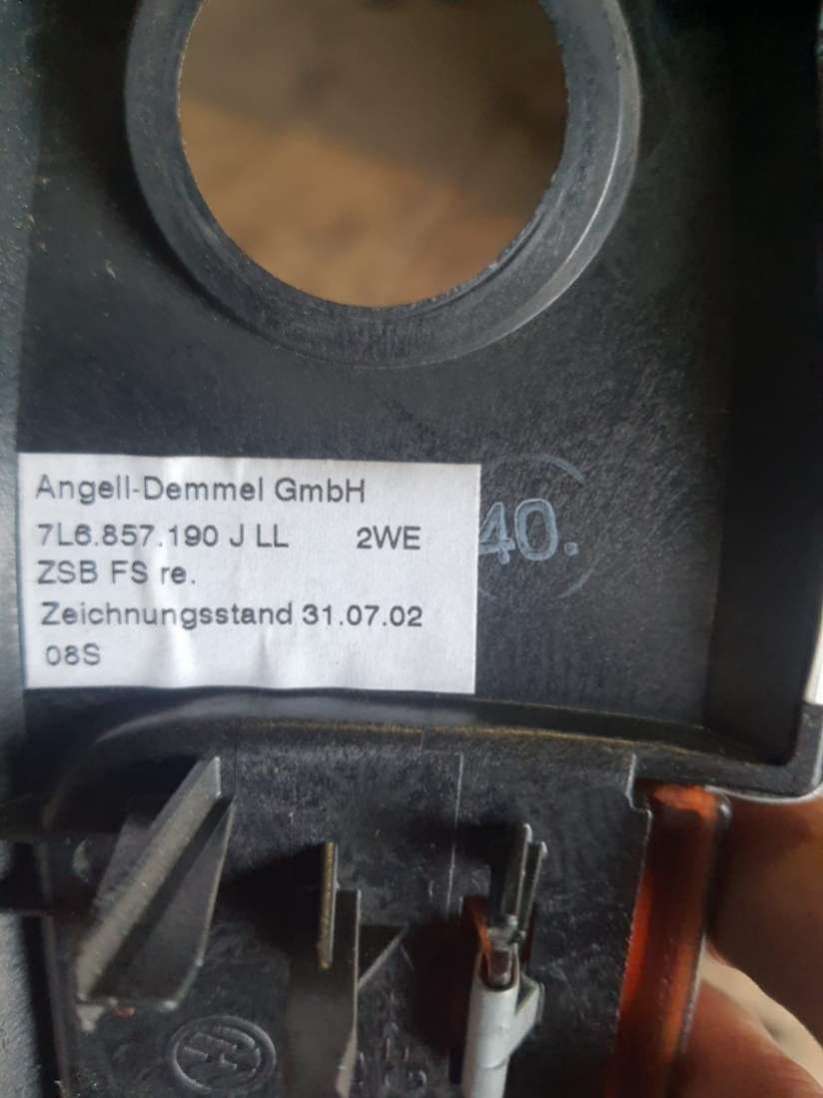 Angell-Demmel GmbH
7L6.857.190 J LL 2WE
40.
ZSB FS re.
Zeichnungsstand 31.07.02
08S